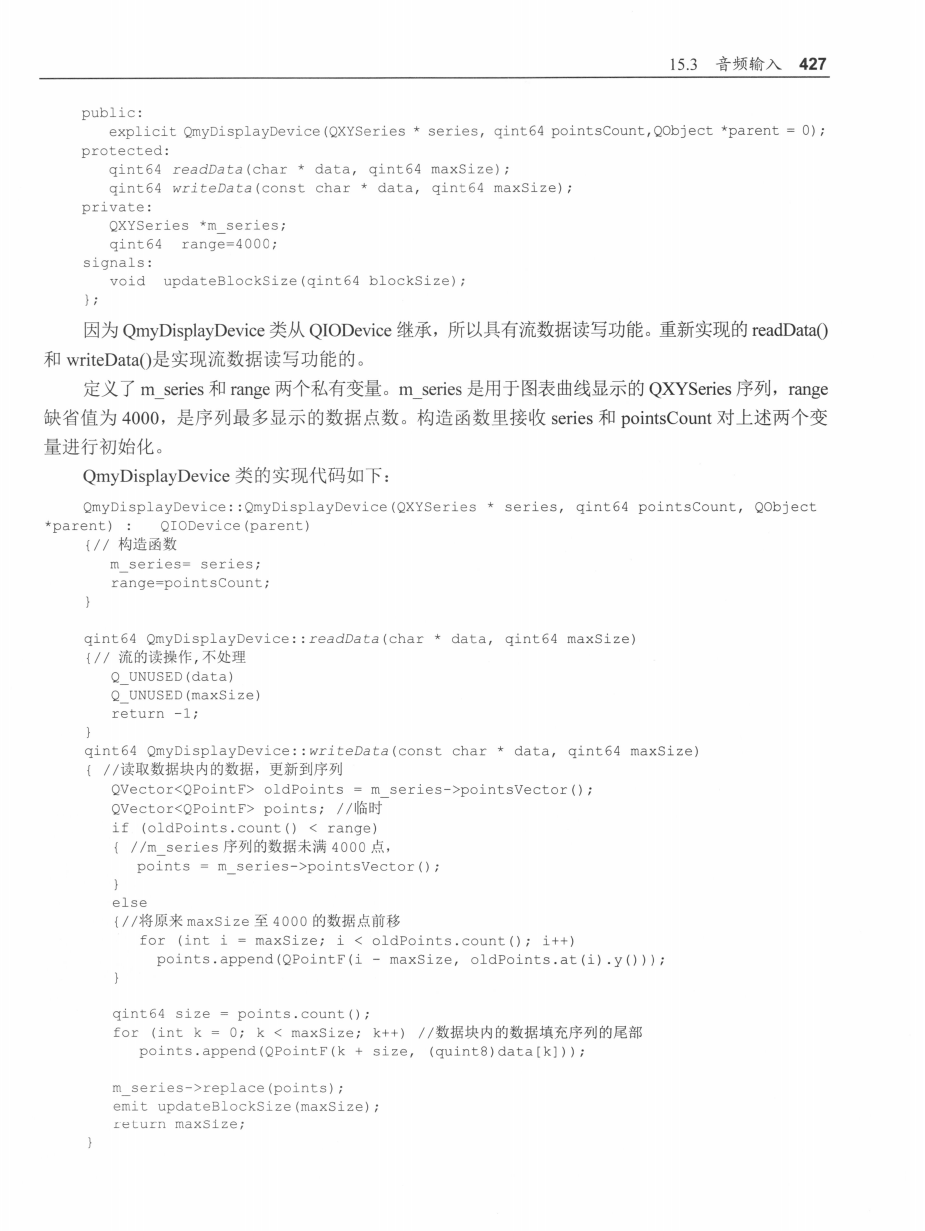 15.3 音频输入 427
public:
explicit QmyDisplayDevice(QXYSeries * series, qint64 pointsCount,QObject *parent = 0);
protected:
qint64 readData(char * data, qint64 maxSize);
qint64 writeData(const char * data, qint64 maxSize);
private:
QXYSeries *m_series;
qint64 range=4000;
signals:
void updateBlockSize(qint64 blockSize);
};
因为 QmyDisplayDevice 类从 QIODevice 继承，所以具有流数据读写功能。重新实现的 readData()
和 writeData()是实现流数据读写功能的。
定义了 m_series 和 range 两个私有变量。m_series 是用于图表曲线显示的 QXYSeries 序列，range
缺省值为 4000，是序列最多显示的数据点数。构造函数里接收 series 和 pointsCount 对上述两个变
量进行初始化。
QmyDisplayDevice 类的实现代码如下：
QmyDisplayDevice::QmyDisplayDevice(QXYSeries * series, qint64 pointsCount, QObject
*parent) : QIODevice(parent)
{// 构造函数
m_series= series;
range=pointsCount;
}
qint64 QmyDisplayDevice::readData(char * data, qint64 maxSize)
{// 流的读操作,不处理
Q_UNUSED(data)
Q_UNUSED(maxSize)
return -1;
}
qint64 QmyDisplayDevice::writeData(const char * data, qint64 maxSize)
{ //读取数据块内的数据，更新到序列
QVector<QPointF> oldPoints = m_series->pointsVector();
QVector<QPointF> points; //临时
if (oldPoints.count() < range)
{ //m_series 序列的数据未满 4000 点，
points = m_series->pointsVector();
}
else
{//将原来 maxSize 至 4000 的数据点前移
for (int i = maxSize; i < oldPoints.count(); i++)
points.append(QPointF(i - maxSize, oldPoints.at(i).y()));
}
qint64 size = points.count();
for (int k = 0; k < maxSize; k++) //数据块内的数据填充序列的尾部
points.append(QPointF(k + size, (quint8)data[k]));
m_series->replace(points);
emit updateBlockSize(maxSize);
return maxSize;
}